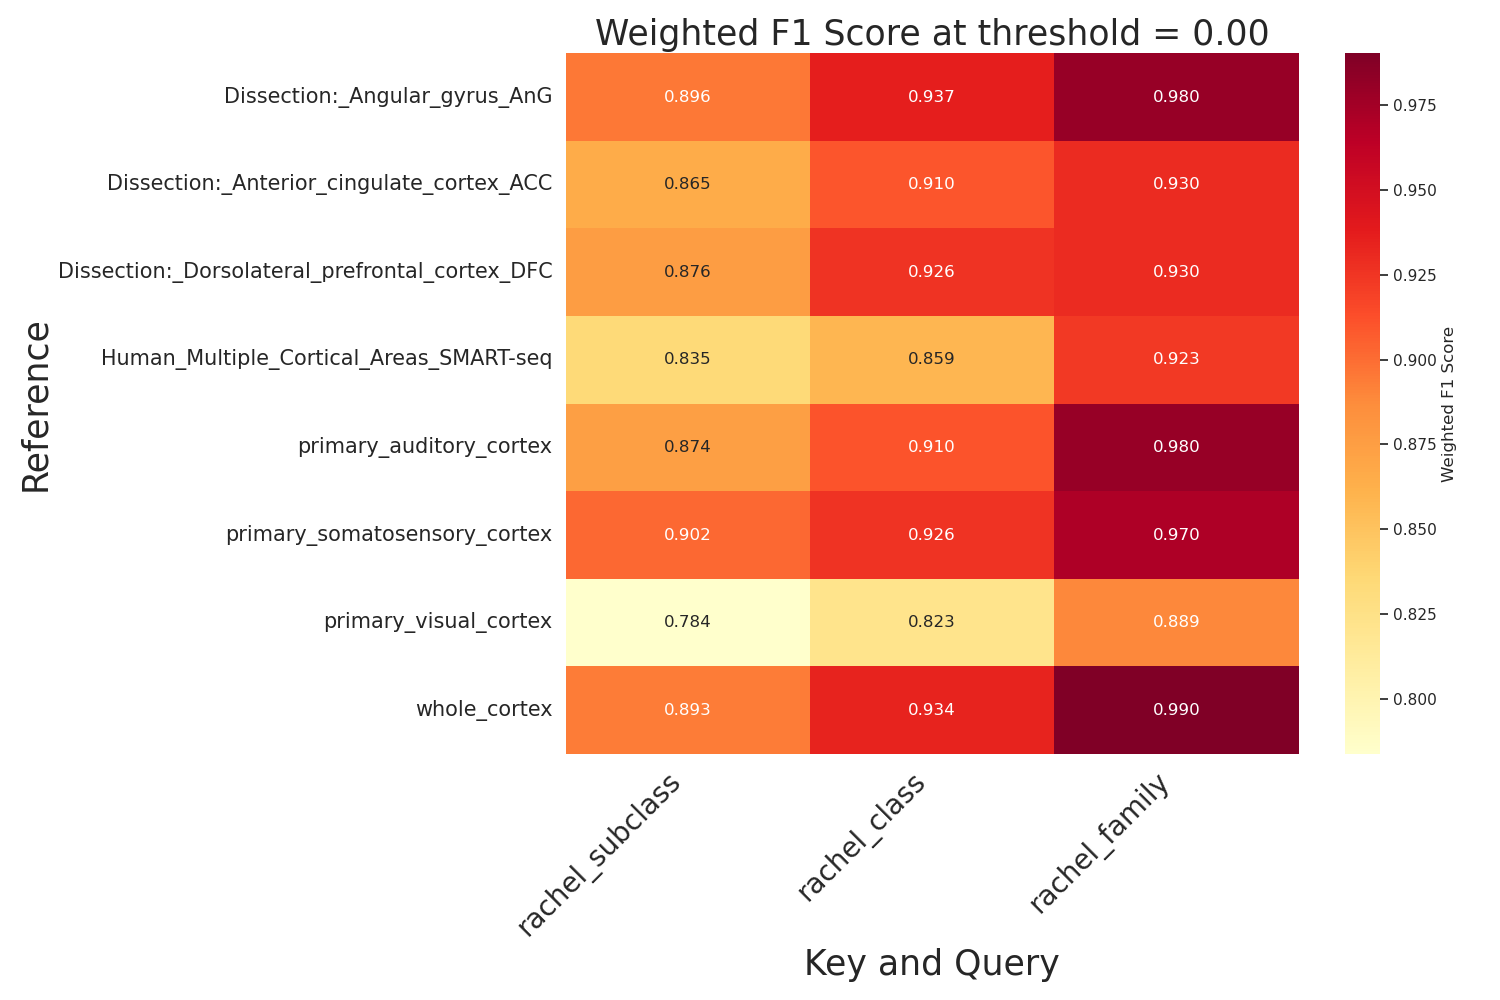 Weighted F1 Score at threshold = 0.00
Dissection:_Angular_gyrus_AnG 0.896 0.937 0.980
Dissection:_Anterior_cingulate_cortex_ACC 0.865 0.910 0.930
Dissection:_Dorsolateral_prefrontal_cortex_DFC 0.876 0.926 0.930
Human_Multiple_Cortical_Areas_SMART-seq 0.835 0.859 0.923
primary_auditory_cortex 0.874 0.910 0.980
primary_somatosensory_cortex 0.902 0.926 0.970
primary_visual_cortex 0.784 0.823 0.889
whole_cortex 0.893 0.934 0.990
Reference
rachel_subclass
rachel_class
rachel_family
Key and Query
0.975
0.950
0.925
0.900
0.875
0.850
0.825
0.800
Weighted F1 Score